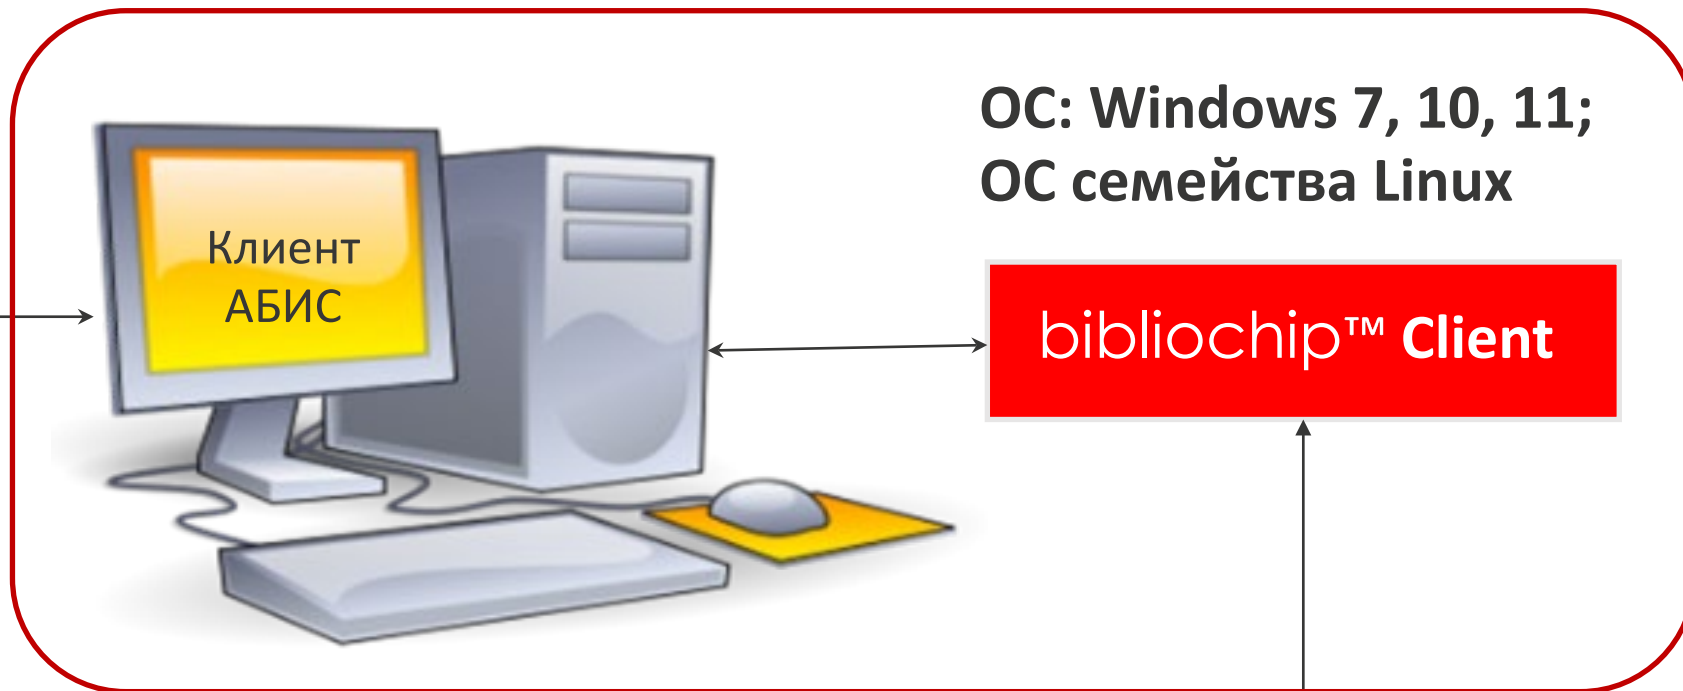 ОС: Windows 7, 10, 11;
ОС семейства Linux
Клиент
АБИС
bibliochip™ Client